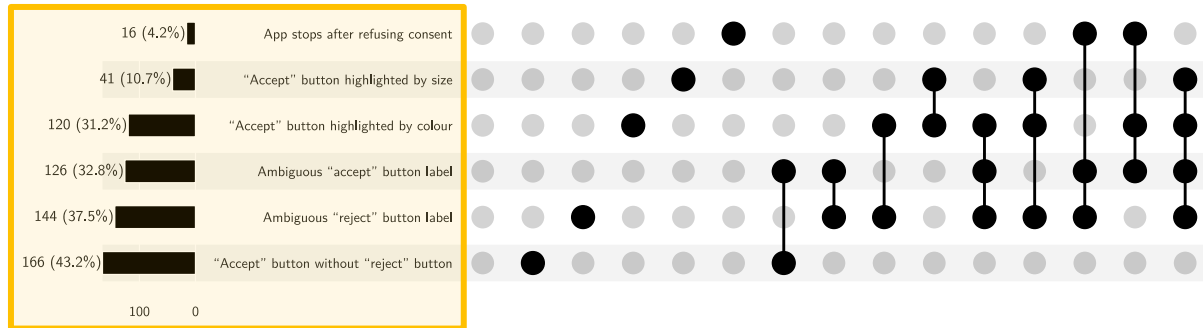 16 (4.2%) App stops after refusing consent
41 (10.7%) “Accept” button highlighted by size
120 (31.2%) “Accept” button highlighted by colour
126 (32.8%) Ambiguous “accept” button label
144 (37.5%) Ambiguous “reject” button label
166 (43.2%) “Accept” button without “reject” button
100 0